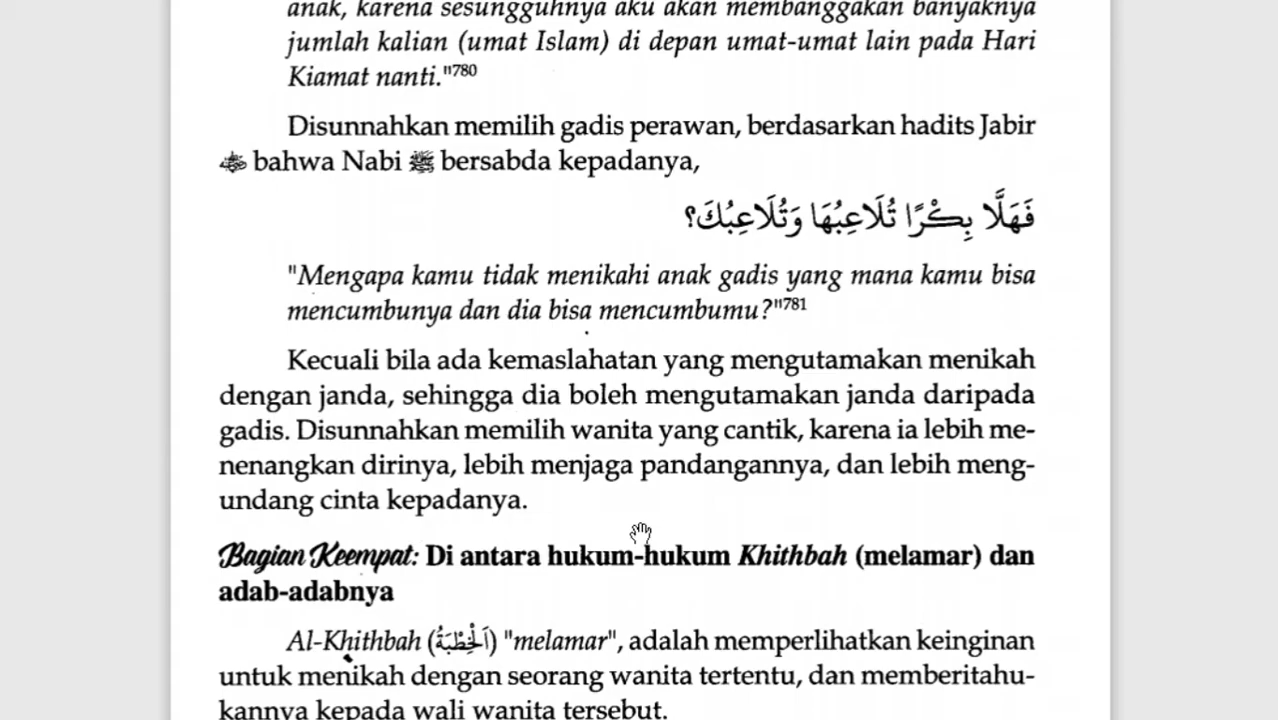 anak, karena sesungguhnya aku akan membanggakan banyaknya
jumlah kalian (umat Islam) di depan umat-umat lain pada Hari
Kiamat nanti."780
Disunnahkan memilih gadis perawan, berdasarkan hadits Jabir
bahwa Nabi ﷺ bersabda kepadanya,
فَهَلَّا بِكْرًا تُلَاعِبُهَا وَتُلَاعِبُكَ؟
"Mengapa kamu tidak menikahi anak gadis yang mana kamu bisa
mencumbunya dan dia bisa mencumbumu?"781
Kecuali bila ada kemaslahatan yang mengutamakan menikah
dengan janda, sehingga dia boleh mengutamakan janda daripada
gadis. Disunnahkan memilih wanita yang cantik, karena ia lebih me-
nenangkan dirinya, lebih menjaga pandangannya, dan lebih meng-
undang cinta kepadanya.
Bagian Keempat: Di antara hukum-hukum Khithbah (melamar) dan
adab-adabnya
Al-Khithbah (اَلْخِطْبَةُ) "melamar", adalah memperlihatkan keinginan
untuk menikah dengan seorang wanita tertentu, dan memberitahu-
kannya kepada wali wanita tersebut.